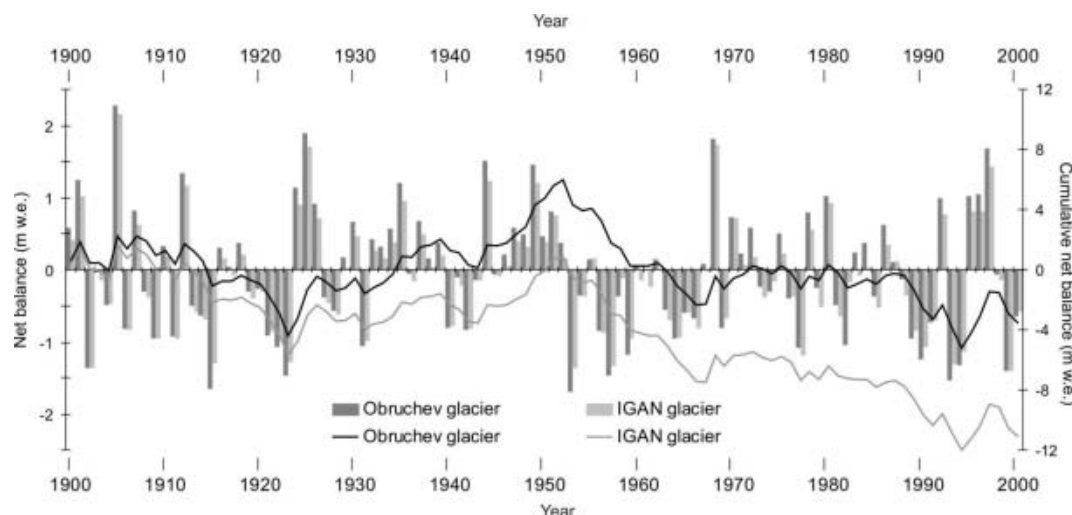 Year
1900 1910 1920 1930 1940 1950 1960 1970 1980 1990 2000
Net balance (m w.e.)
2
1
0
-1
-2
12
8
4
0
-4
-8
-12
Cumulative net balance (m w.e.)
Obruchev glacier IGAN glacier
Obruchev glacier IGAN glacier
1900 1910 1920 1930 1940 1950 1960 1970 1980 1990 2000
Year